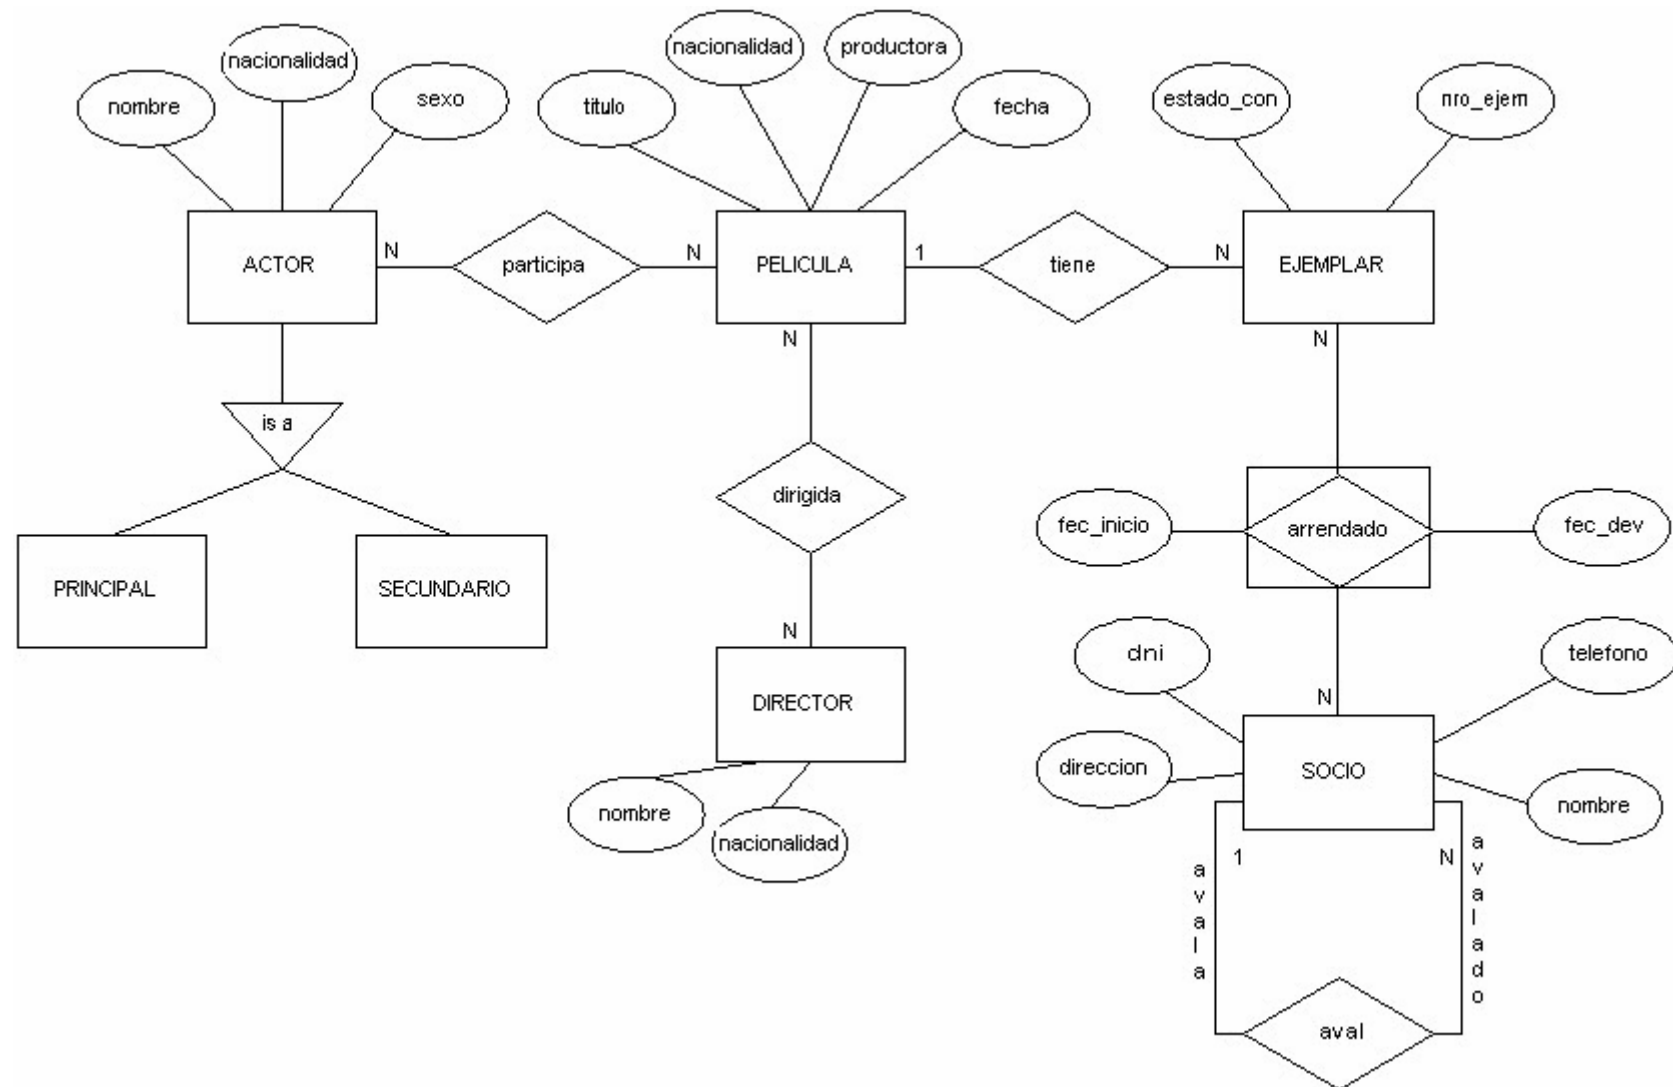 nombre
nacionalidad
sexo
titulo
nacionalidad
productora
fecha
estado_con
nro_ejem
ACTOR
N
participa
N
PELICULA
1
tiene
N
EJEMPLAR
is a
N
N
dirigida
fec_inicio
arrendado
fec_dev
PRINCIPAL
SECUNDARIO
N
DIRECTOR
nombre
nacionalidad
N
dni
telefono
direccion
SOCIO
nombre
1
N
avala
avalado
aval